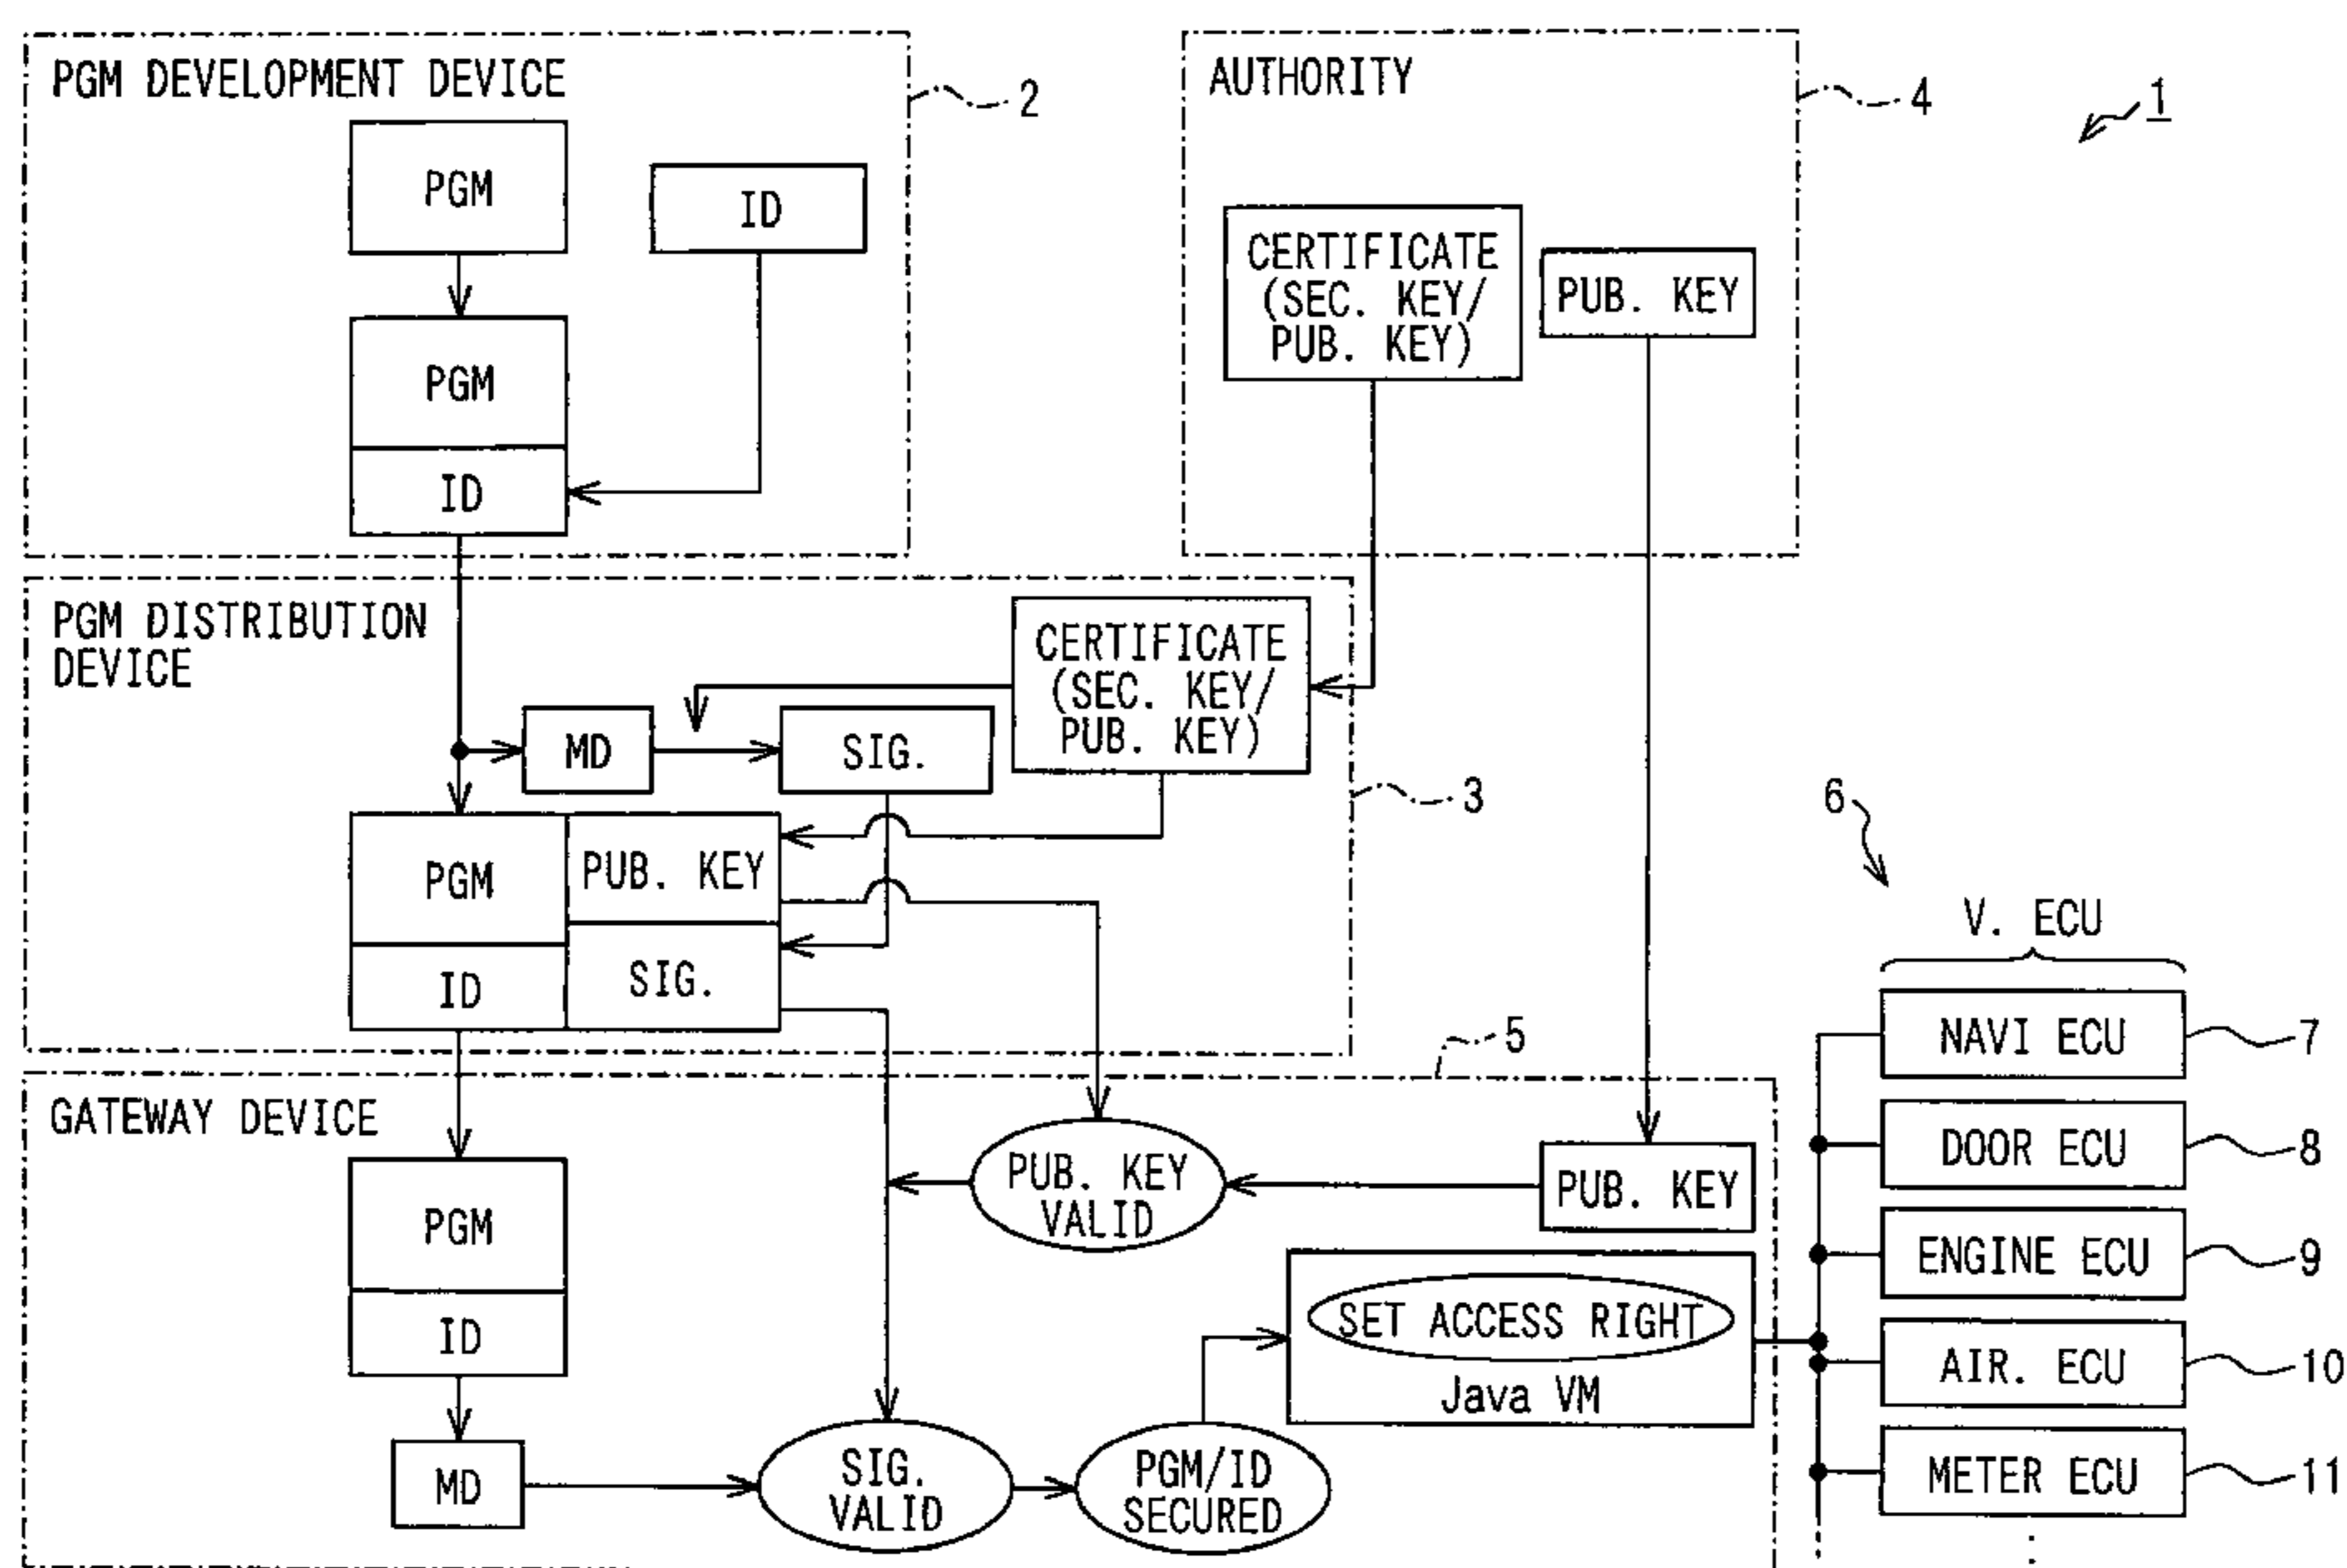 PGM DEVELOPMENT DEVICE
2
PGM
ID
PGM
ID
AUTHORITY
4
1
CERTIFICATE
(SEC. KEY/
PUB. KEY)
PUB. KEY
PGM DISTRIBUTION
DEVICE
CERTIFICATE
(SEC. KEY/
PUB. KEY)
MD
SIG.
3
PGM
PUB. KEY
ID
SIG.
6
V. ECU
NAVI ECU
7
DOOR ECU
8
ENGINE ECU
9
AIR. ECU
10
METER ECU
11
5
GATEWAY DEVICE
PGM
ID
MD
PUB. KEY
VALID
PUB. KEY
SET ACCESS RIGHT
Java VM
SIG.
VALID
PGM/ID
SECURED